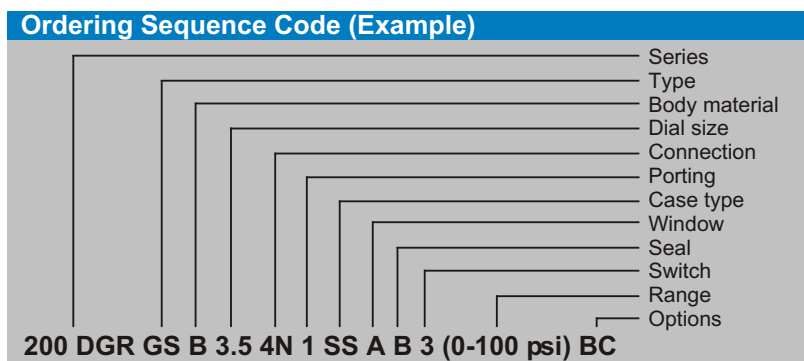 Ordering Sequence Code (Example)
Series
Type
Body material
Dial size
Connection
Porting
Case type
Window
Seal
Switch
Range
Options
200 DGR GS B 3.5 4N 1 SS A B 3 (0-100 psi) BC